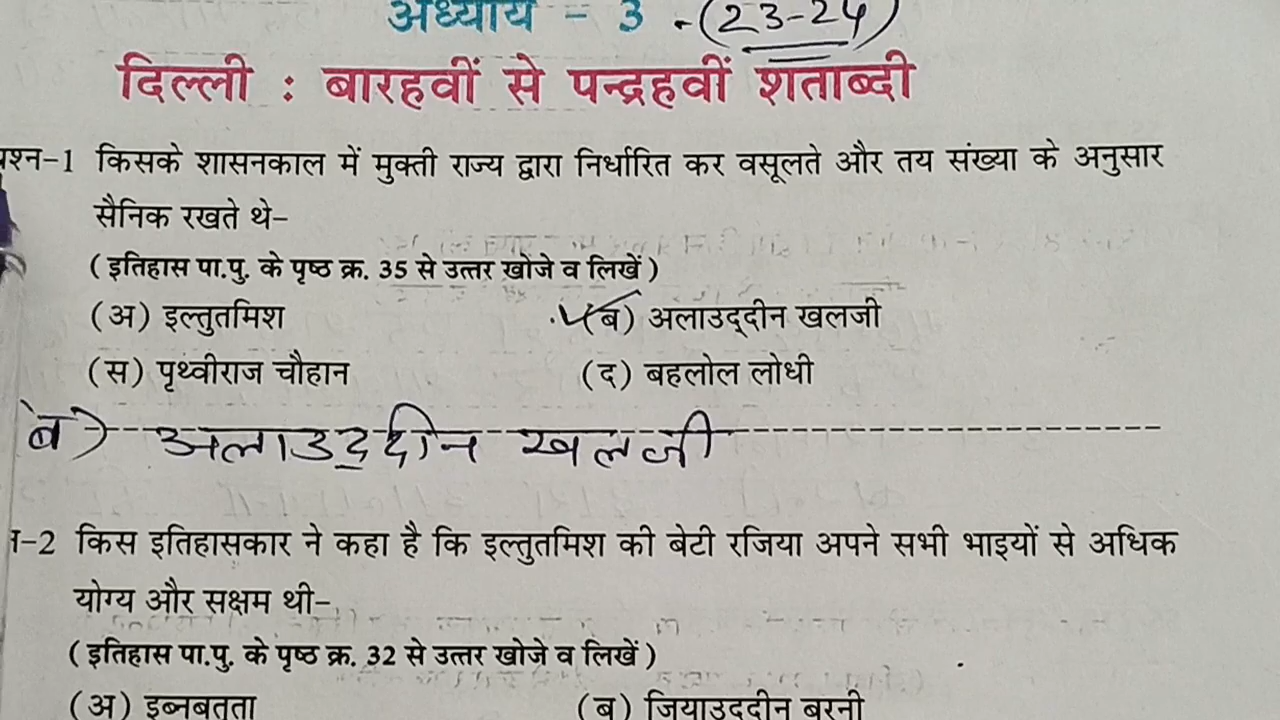 अध्याय - 3 -(23-24)
दिल्ली : बारहवीं से पन्द्रहवीं शताब्दी
प्रश्न-1 किसके शासनकाल में मुक्ती राज्य द्वारा निर्धारित कर वसूलते और तय संख्या के अनुसार
सैनिक रखते थे-
( इतिहास पा.पु. के पृष्ठ क्र. 35 से उत्तर खोजे व लिखें )
(अ) इल्तुतमिश (ब) अलाउद्दीन खलजी
(स) पृथ्वीराज चौहान (द) बहलोल लोधी
ब) अलाउद्दीन खलजी
न-2 किस इतिहासकार ने कहा है कि इल्तुतमिश की बेटी रजिया अपने सभी भाइयों से अधिक
योग्य और सक्षम थी-
( इतिहास पा.पु. के पृष्ठ क्र. 32 से उत्तर खोजे व लिखें )
(अ) इब्नबतूता (ब) जियाउद्दीन बरनी